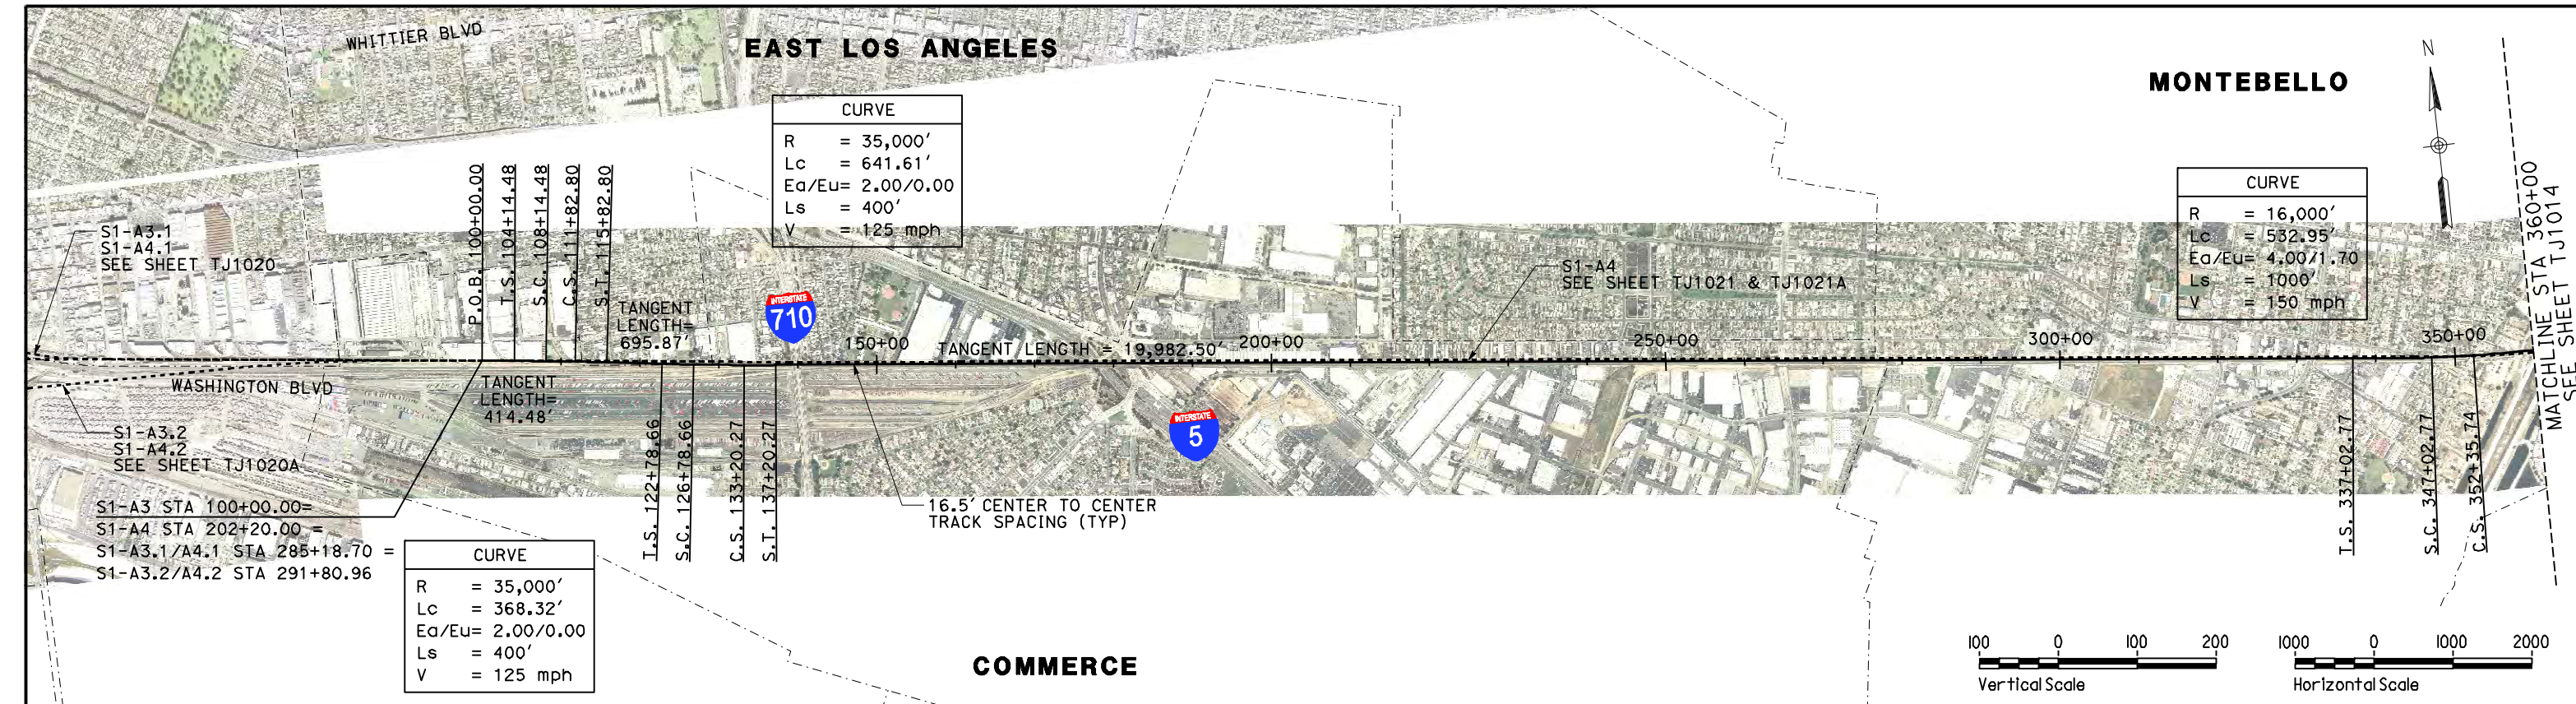 WHITTIER BLVD
EAST LOS ANGELES
MONTEBELLO
N
CURVE
R = 35,000'
Lc = 641.61'
Ea/Eu= 2.00/0.00
Ls = 400'
V = 125 mph
CURVE
R = 16,000'
Lc = 532.95'
Ea/Eu= 4.00/1.70
Ls = 1000'
V = 150 mph
MATCHLINE STA 360+00
SEE SHEET TJ1014
S1-A3.1
S1-A4.1
SEE SHEET TJ1020
P.O.B. 100+00.00
T.S. 104+14.48
S.C. 108+14.48
C.S. 111+82.80
S.T. 115+82.80
TANGENT
LENGTH=
695.87'
INTERSTATE
710
S1-A4
SEE SHEET TJ1021 & TJ1021A
150+00
TANGENT LENGTH = 19,982.50'
200+00
250+00
300+00
350+00
WASHINGTON BLVD
TANGENT
LENGTH=
414.48'
S1-A3.2
S1-A4.2
SEE SHEET TJ1020A
INTERSTATE
5
T.S. 122+78.66
S.C. 126+78.66
C.S. 133+20.27
S.T. 137+20.27
16.5' CENTER TO CENTER
TRACK SPACING (TYP)
T.S. 337+02.77
S.C. 347+02.77
C.S. 352+35.74
S1-A3 STA 100+00.00=
S1-A4 STA 202+20.00 =
S1-A3.1/A4.1 STA 285+18.70 =
S1-A3.2/A4.2 STA 291+80.96
CURVE
R = 35,000'
Lc = 368.32'
Ea/Eu= 2.00/0.00
Ls = 400'
V = 125 mph
COMMERCE
100 0 100 200
Vertical Scale
1000 0 1000 2000
Horizontal Scale